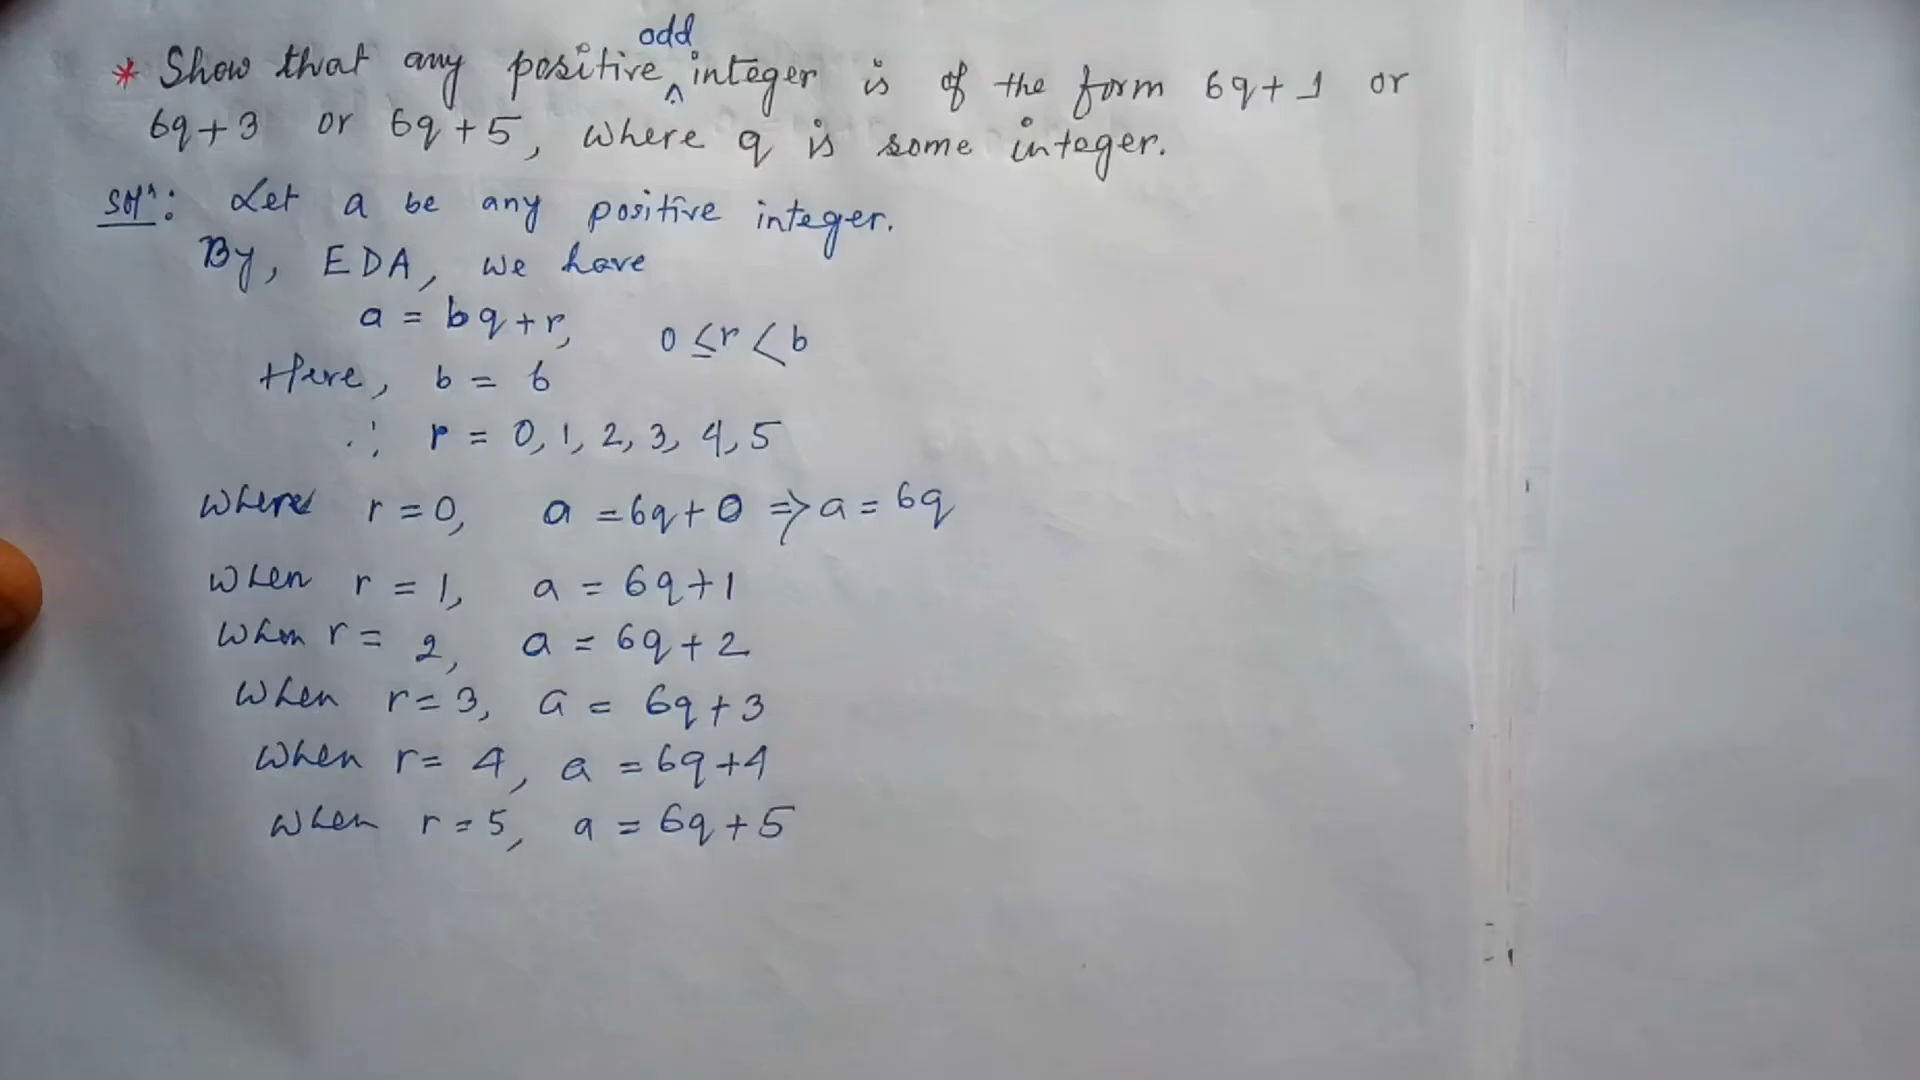 * Show that any positive odd integer is of the form 6q+1 or
6q+3 or 6q+5, where q is some integer.
Solⁿ: Let a be any positive integer.
By, EDA, we have
a = bq+r, 0 ≤ r < b
Here, b = 6
∴ r = 0, 1, 2, 3, 4, 5
where r = 0, a = 6q+0 ⇒ a = 6q
when r = 1, a = 6q+1
when r = 2, a = 6q+2
when r = 3, a = 6q+3
when r = 4, a = 6q+4
when r = 5, a = 6q+5